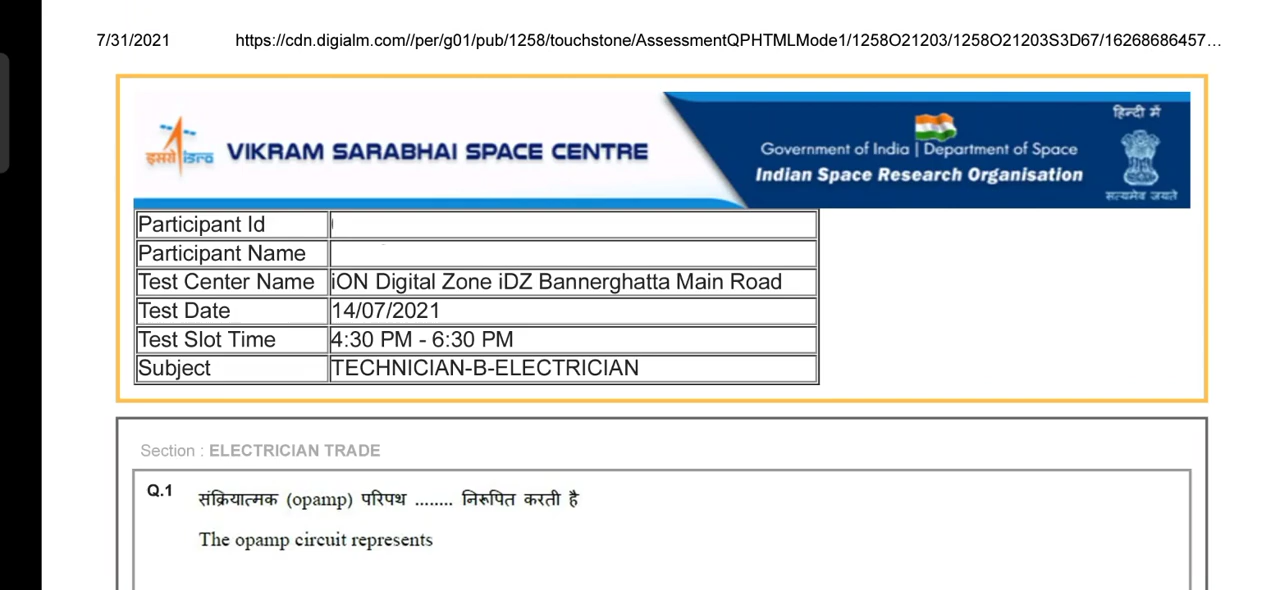 7/31/2021 https://cdn.digialm.com//per/g01/pub/1258/touchstone/AssessmentQPHTMLMode1/1258O21203/1258O21203S3D67/16268686457…
हिन्दी में
इसरो isro VIKRAM SARABHAI SPACE CENTRE
Government of India | Department of Space
Indian Space Research Organisation
सत्यमेव जयते
Participant Id
Participant Name
Test Center Name iON Digital Zone iDZ Bannerghatta Main Road
Test Date 14/07/2021
Test Slot Time 4:30 PM - 6:30 PM
Subject TECHNICIAN-B-ELECTRICIAN
Section : ELECTRICIAN TRADE
Q.1 संक्रियात्मक (opamp) परिपथ ........ निरूपित करती है
The opamp circuit represents